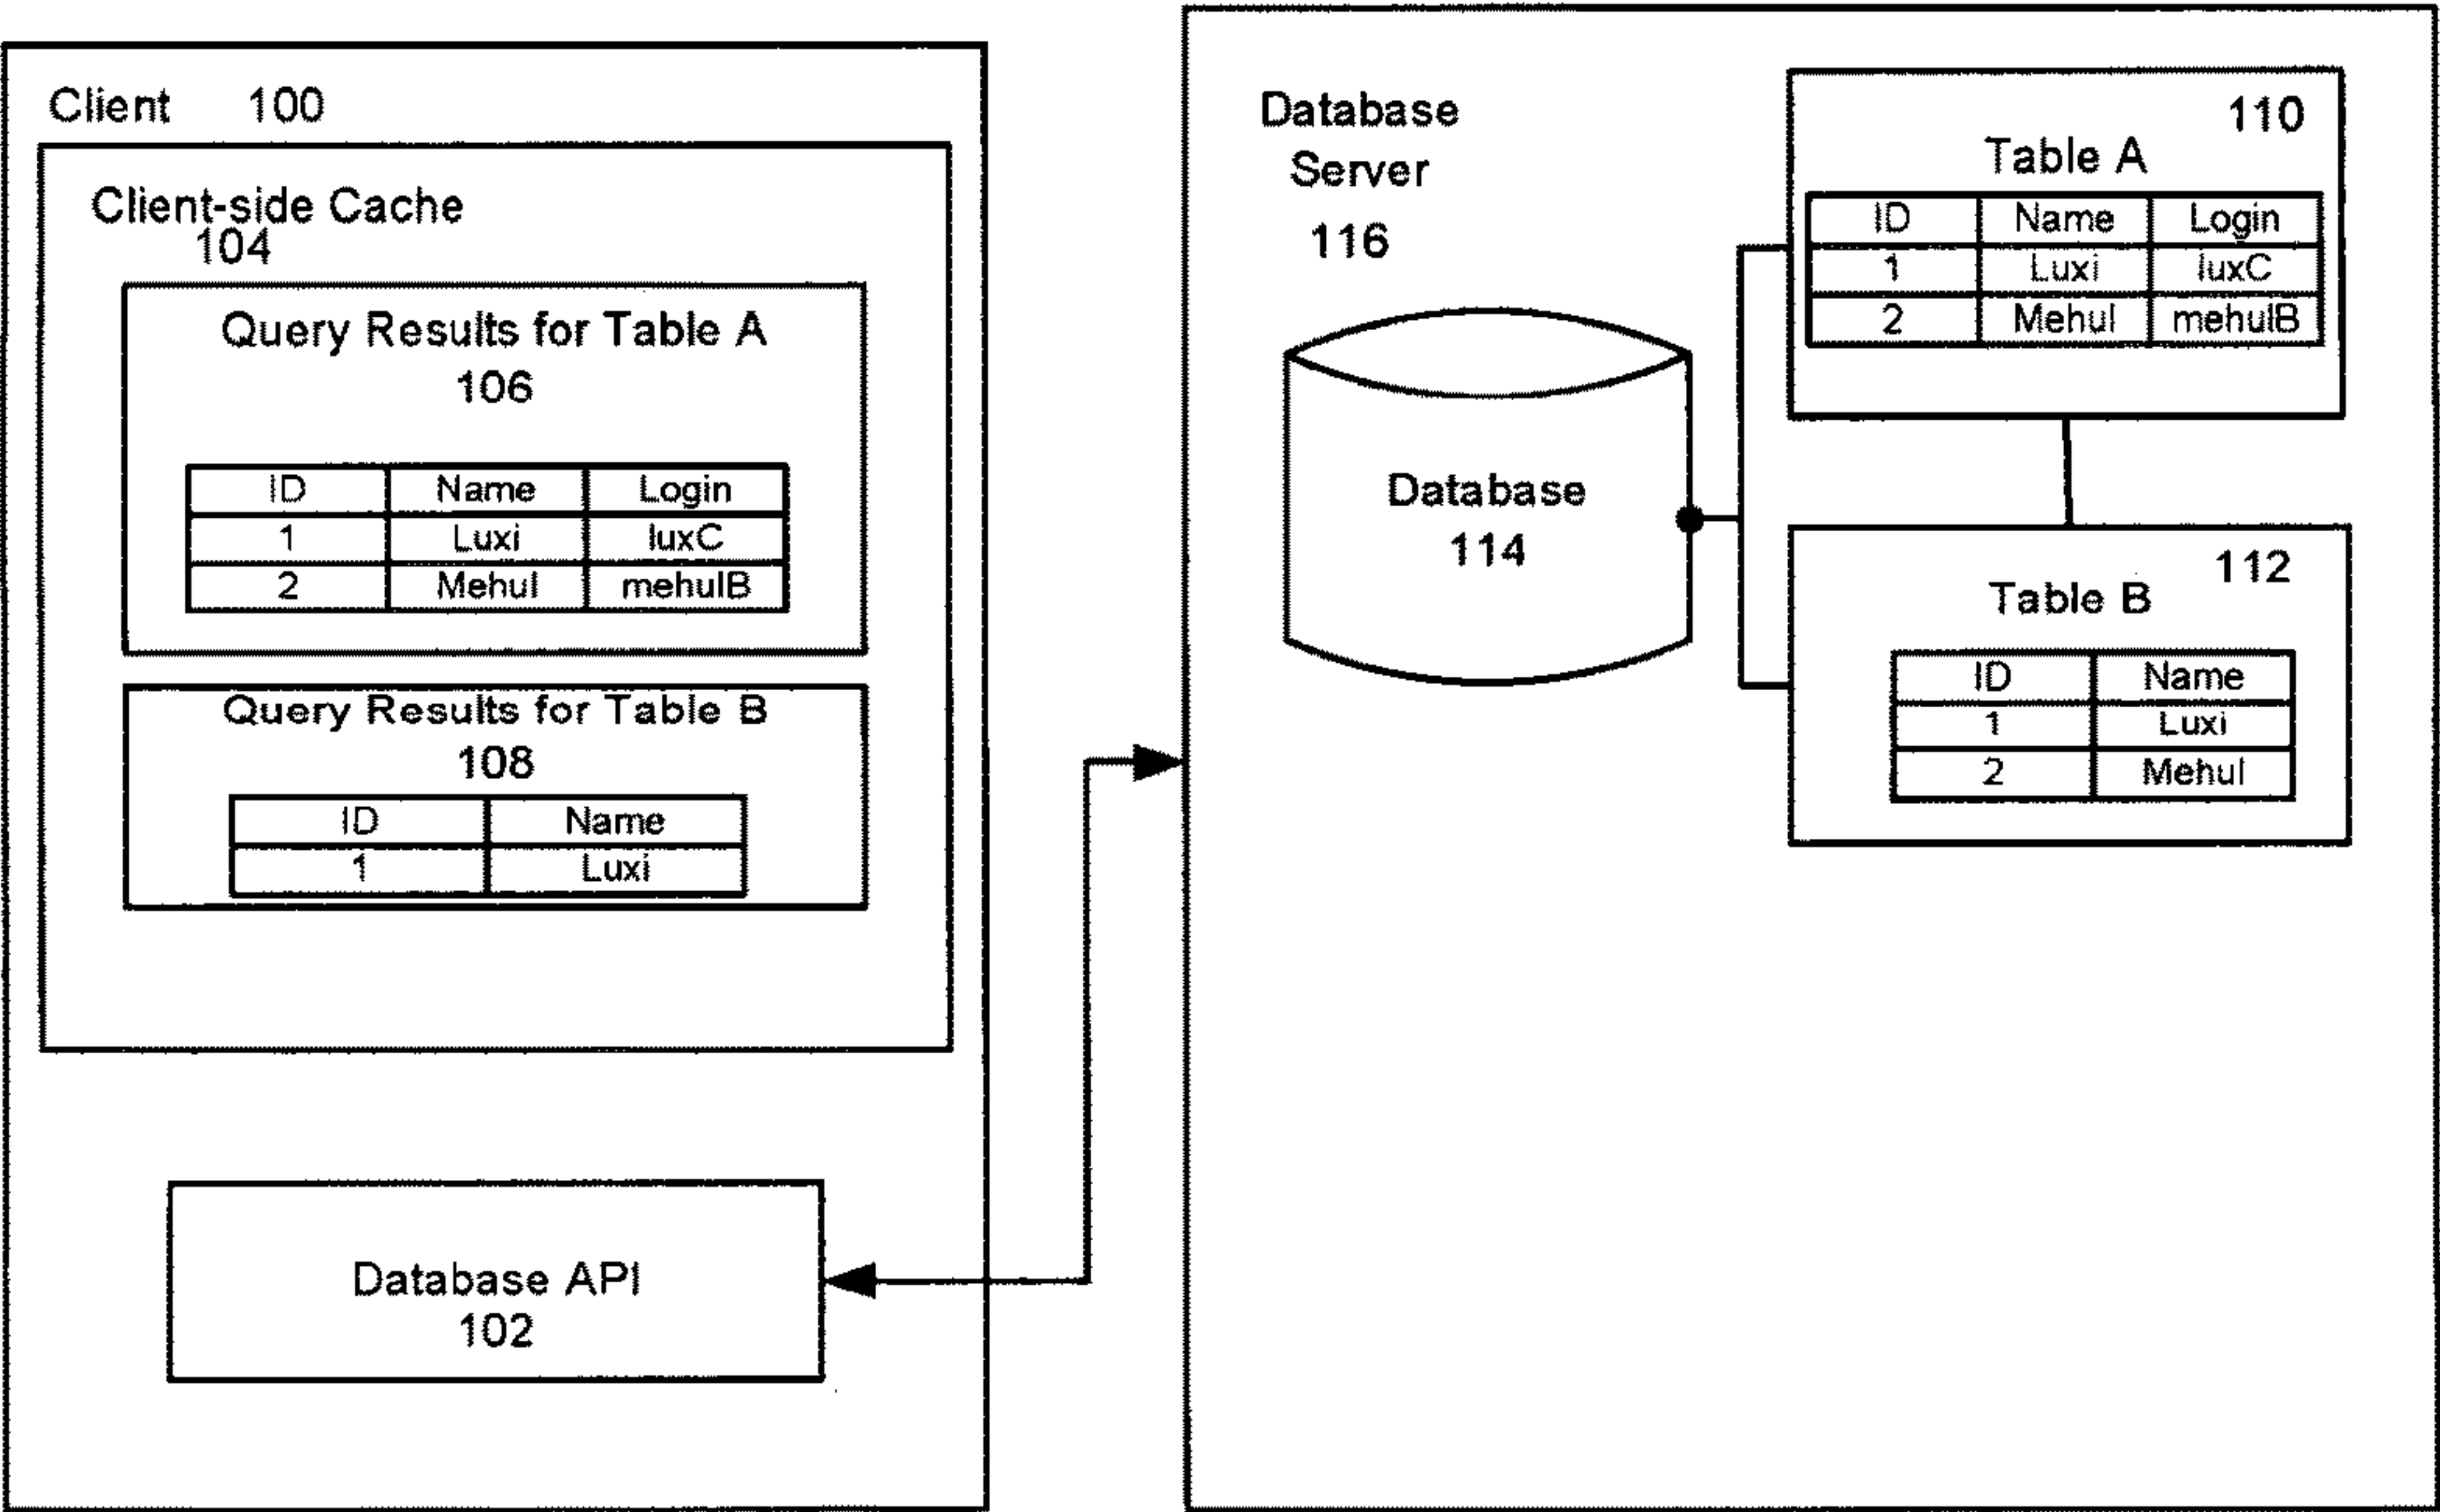 Client 100
Client-side Cache
104
Query Results for Table A
106
ID Name Login
1 Luxi luxC
2 Mehul mehulB
Query Results for Table B
108
ID Name
1 Luxi
Database API
102
Database
Server
116
Database
114
110
Table A
ID Name Login
1 Luxi luxC
2 Mehul mehulB
112
Table B
ID Name
1 Luxi
2 Mehul